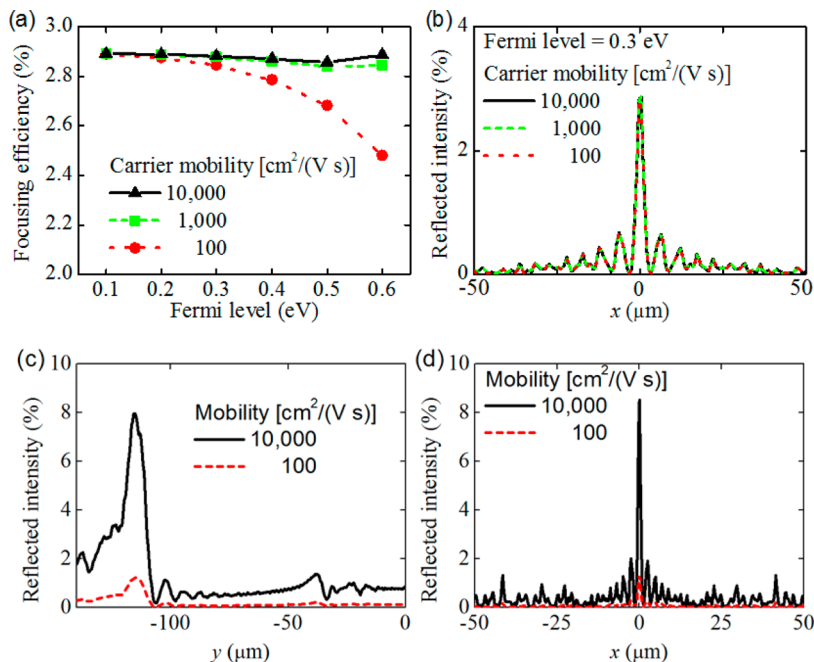 (a)
3.0
2.8
2.6
2.4
2.2
2.0
Focusing efficiency (%)
Carrier mobility [cm²/(V s)]
10,000
1,000
100
0.1 0.2 0.3 0.4 0.5 0.6
Fermi level (eV)
(b)
4
2
0
Reflected intensity (%)
Fermi level = 0.3 eV
Carrier mobility [cm²/(V s)]
10,000
1,000
100
-50 -25 0 25 50
x (μm)
(c)
10
8
6
4
2
0
Reflected intensity (%)
Mobility [cm²/(V s)]
10,000
100
-100 -50 0
y (μm)
(d)
10
8
6
4
2
0
Reflected intensity (%)
Mobility [cm²/(V s)]
10,000
100
-50 -25 0 25 50
x (μm)